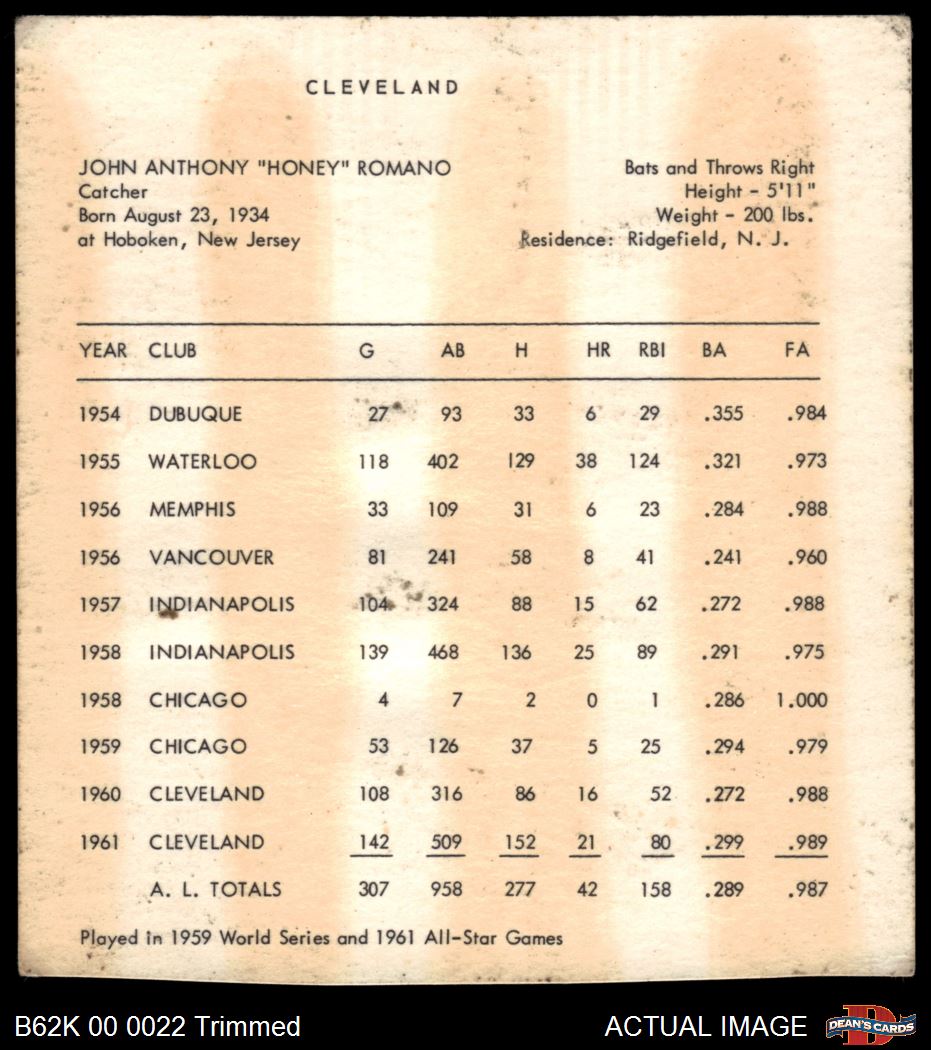 CLEVELAND
JOHN ANTHONY "HONEY" ROMANO Bats and Throws Right
Catcher Height - 5'11"
Born August 23, 1934 Weight - 200 lbs.
at Hoboken, New Jersey Residence: Ridgefield, N. J.
YEAR CLUB G AB H HR RBI BA FA
1954 DUBUQUE 27 93 33 6 29 .355 .984
1955 WATERLOO 118 402 129 38 124 .321 .973
1956 MEMPHIS 33 109 31 6 23 .284 .988
1956 VANCOUVER 81 241 58 8 41 .241 .960
1957 INDIANAPOLIS 104 324 88 15 62 .272 .988
1958 INDIANAPOLIS 139 468 136 25 89 .291 .975
1958 CHICAGO 4 7 2 0 1 .286 1.000
1959 CHICAGO 53 126 37 5 25 .294 .979
1960 CLEVELAND 108 316 86 16 52 .272 .988
1961 CLEVELAND 142 509 152 21 80 .299 .989
A. L. TOTALS 307 958 277 42 158 .289 .987
Played in 1959 World Series and 1961 All-Star Games
B62K 00 0022 Trimmed ACTUAL IMAGE DEAN'S CARDS